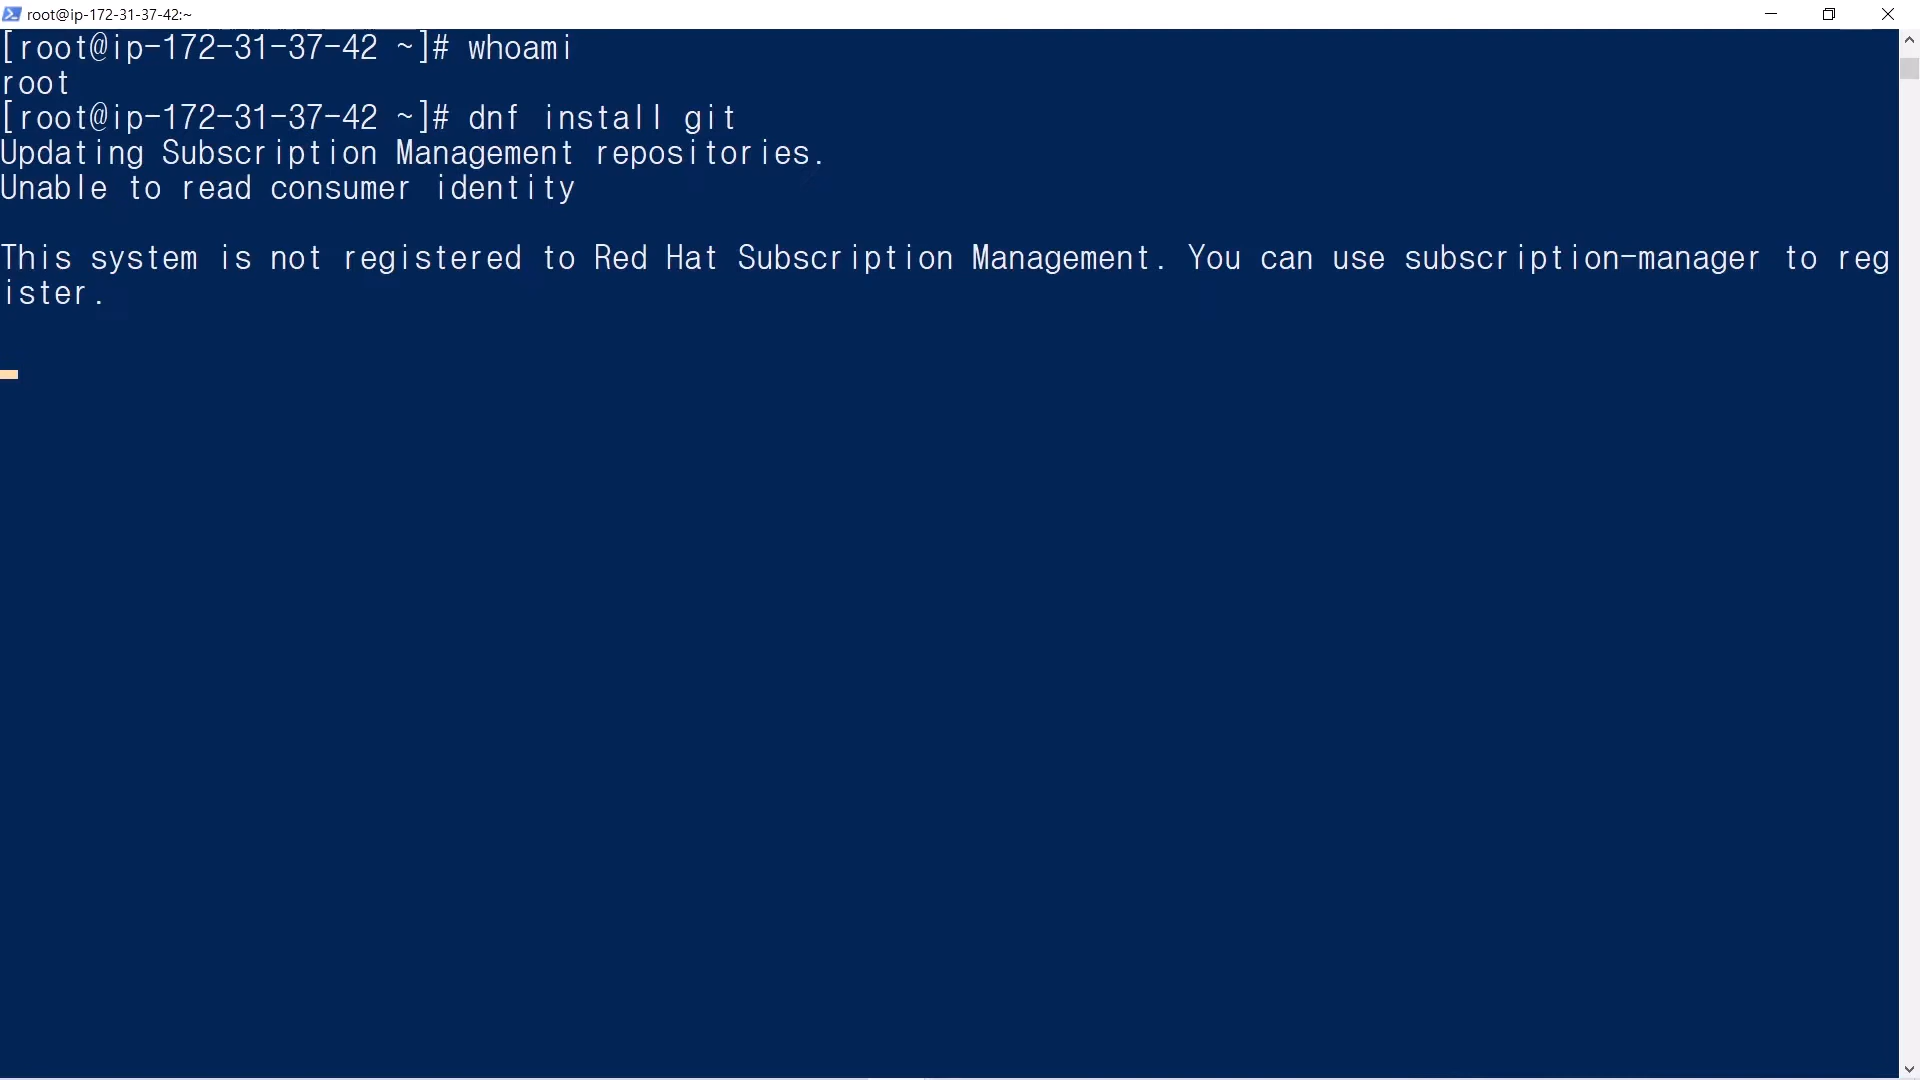 root@ip-172-31-37-42:~
[root@ip-172-31-37-42 ~]# whoami
root
[root@ip-172-31-37-42 ~]# dnf install git
Updating Subscription Management repositories.
Unable to read consumer identity
This system is not registered to Red Hat Subscription Management. You can use subscription-manager to reg
ister.